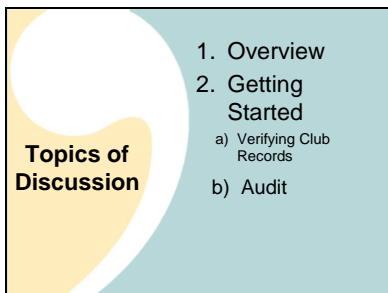 Topics of
Discussion
1. Overview
2. Getting
Started
a) Verifying Club
Records
b) Audit